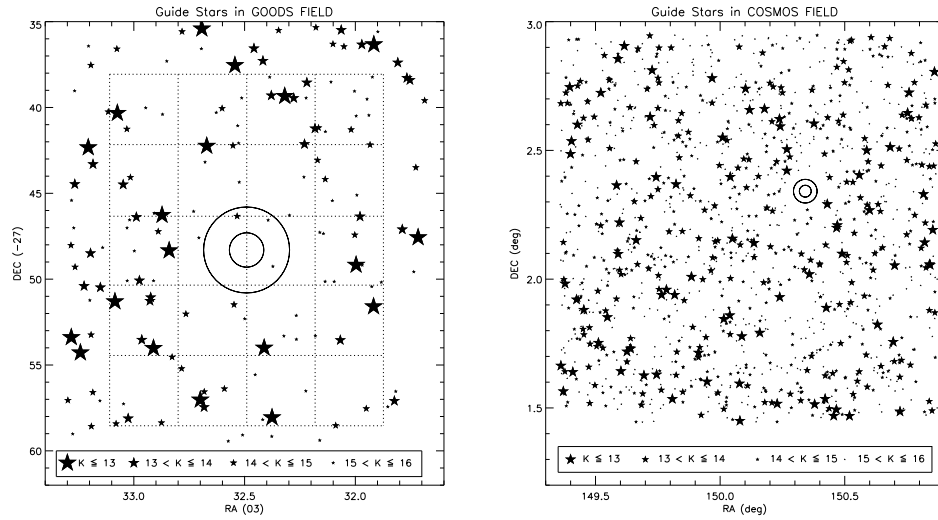 Guide Stars in GOODS FIELD
35
40
45
50
55
60
DEC (-27)
33.0
32.5
32.0
RA (03)
K ≦ 13
13 < K ≦ 14
14 < K ≦ 15
15 < K ≦ 16
Guide Stars in COSMOS FIELD
3.0
2.5
2.0
1.5
DEC (deg)
149.5
150.0
150.5
RA (deg)
K ≦ 13
13 < K ≦ 14
14 < K ≦ 15
15 < K ≦ 16